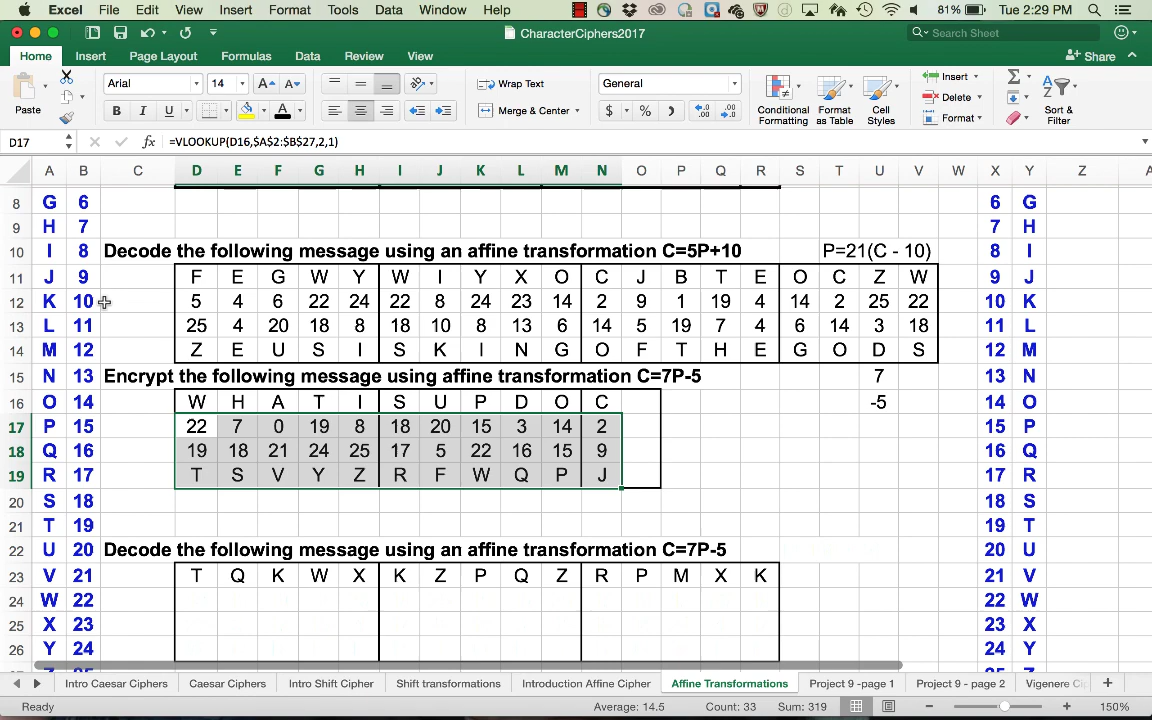 Excel File Edit View Insert Format Tools Data Window Help 81% Tue 2:29 PM
CharacterCiphers2017 Search Sheet
Home Insert Page Layout Formulas Data Review View Share
Paste Arial 14 A A Wrap Text General Conditional Formatting Format as Table Cell Styles Insert Sort & Filter
Delete
B I U A Merge & Center $ % Format
D17 fx =VLOOKUP(D16,$A$2:$B$27,2,1)
A B C D E F G H I J K L M N O P Q R S T U V W X Y Z
8 G 6 6 G
9 H 7 7 H
10 I 8 Decode the following message using an affine transformation C=5P+10 P=21(C - 10) 8 I
11 J 9 F E G W Y W I Y X O C J B T E O C Z W 9 J
12 K 10 5 4 6 22 24 22 8 24 23 14 2 9 1 19 4 14 2 25 22 10 K
13 L 11 25 4 20 18 8 18 10 8 13 6 14 5 19 7 4 6 14 3 18 11 L
14 M 12 Z E U S I S K I N G O F T H E G O D S 12 M
15 N 13 Encrypt the following message using affine transformation C=7P-5 7 13 N
16 O 14 W H A T I S U P D O C -5 14 O
17 P 15 22 7 0 19 8 18 20 15 3 14 2 15 P
18 Q 16 19 18 21 24 25 17 5 22 16 15 9 16 Q
19 R 17 T S V Y Z R F W Q P J 17 R
20 S 18 18 S
21 T 19 19 T
22 U 20 Decode the following message using an affine transformation C=7P-5 20 U
23 V 21 T Q K W X K Z P Q Z R P M X K 21 V
24 W 22 22 W
25 X 23 23 X
26 Y 24 24 Y
Intro Caesar Ciphers Caesar Ciphers Intro Shift Cipher Shift transformations Introduction Affine Cipher Affine Transformations Project 9 -page 1 Project 9 - page 2 Vigenere
Ready Average: 14.5 Count: 33 Sum: 319 150%